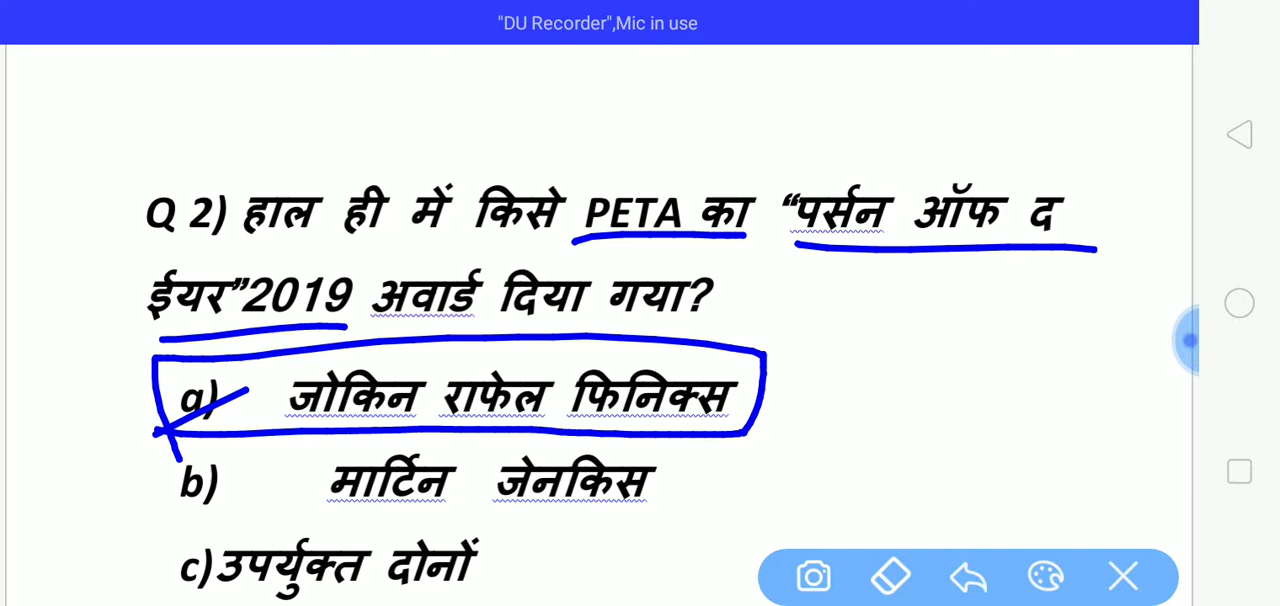 "DU Recorder",Mic in use
Q 2) हाल ही में किसे PETA का “पर्सन ऑफ द
ईयर”2019 अवार्ड दिया गया?
a) जोकिन राफेल फिनिक्स
b) मार्टिन जेनकिस
c)उपर्युक्त दोनों